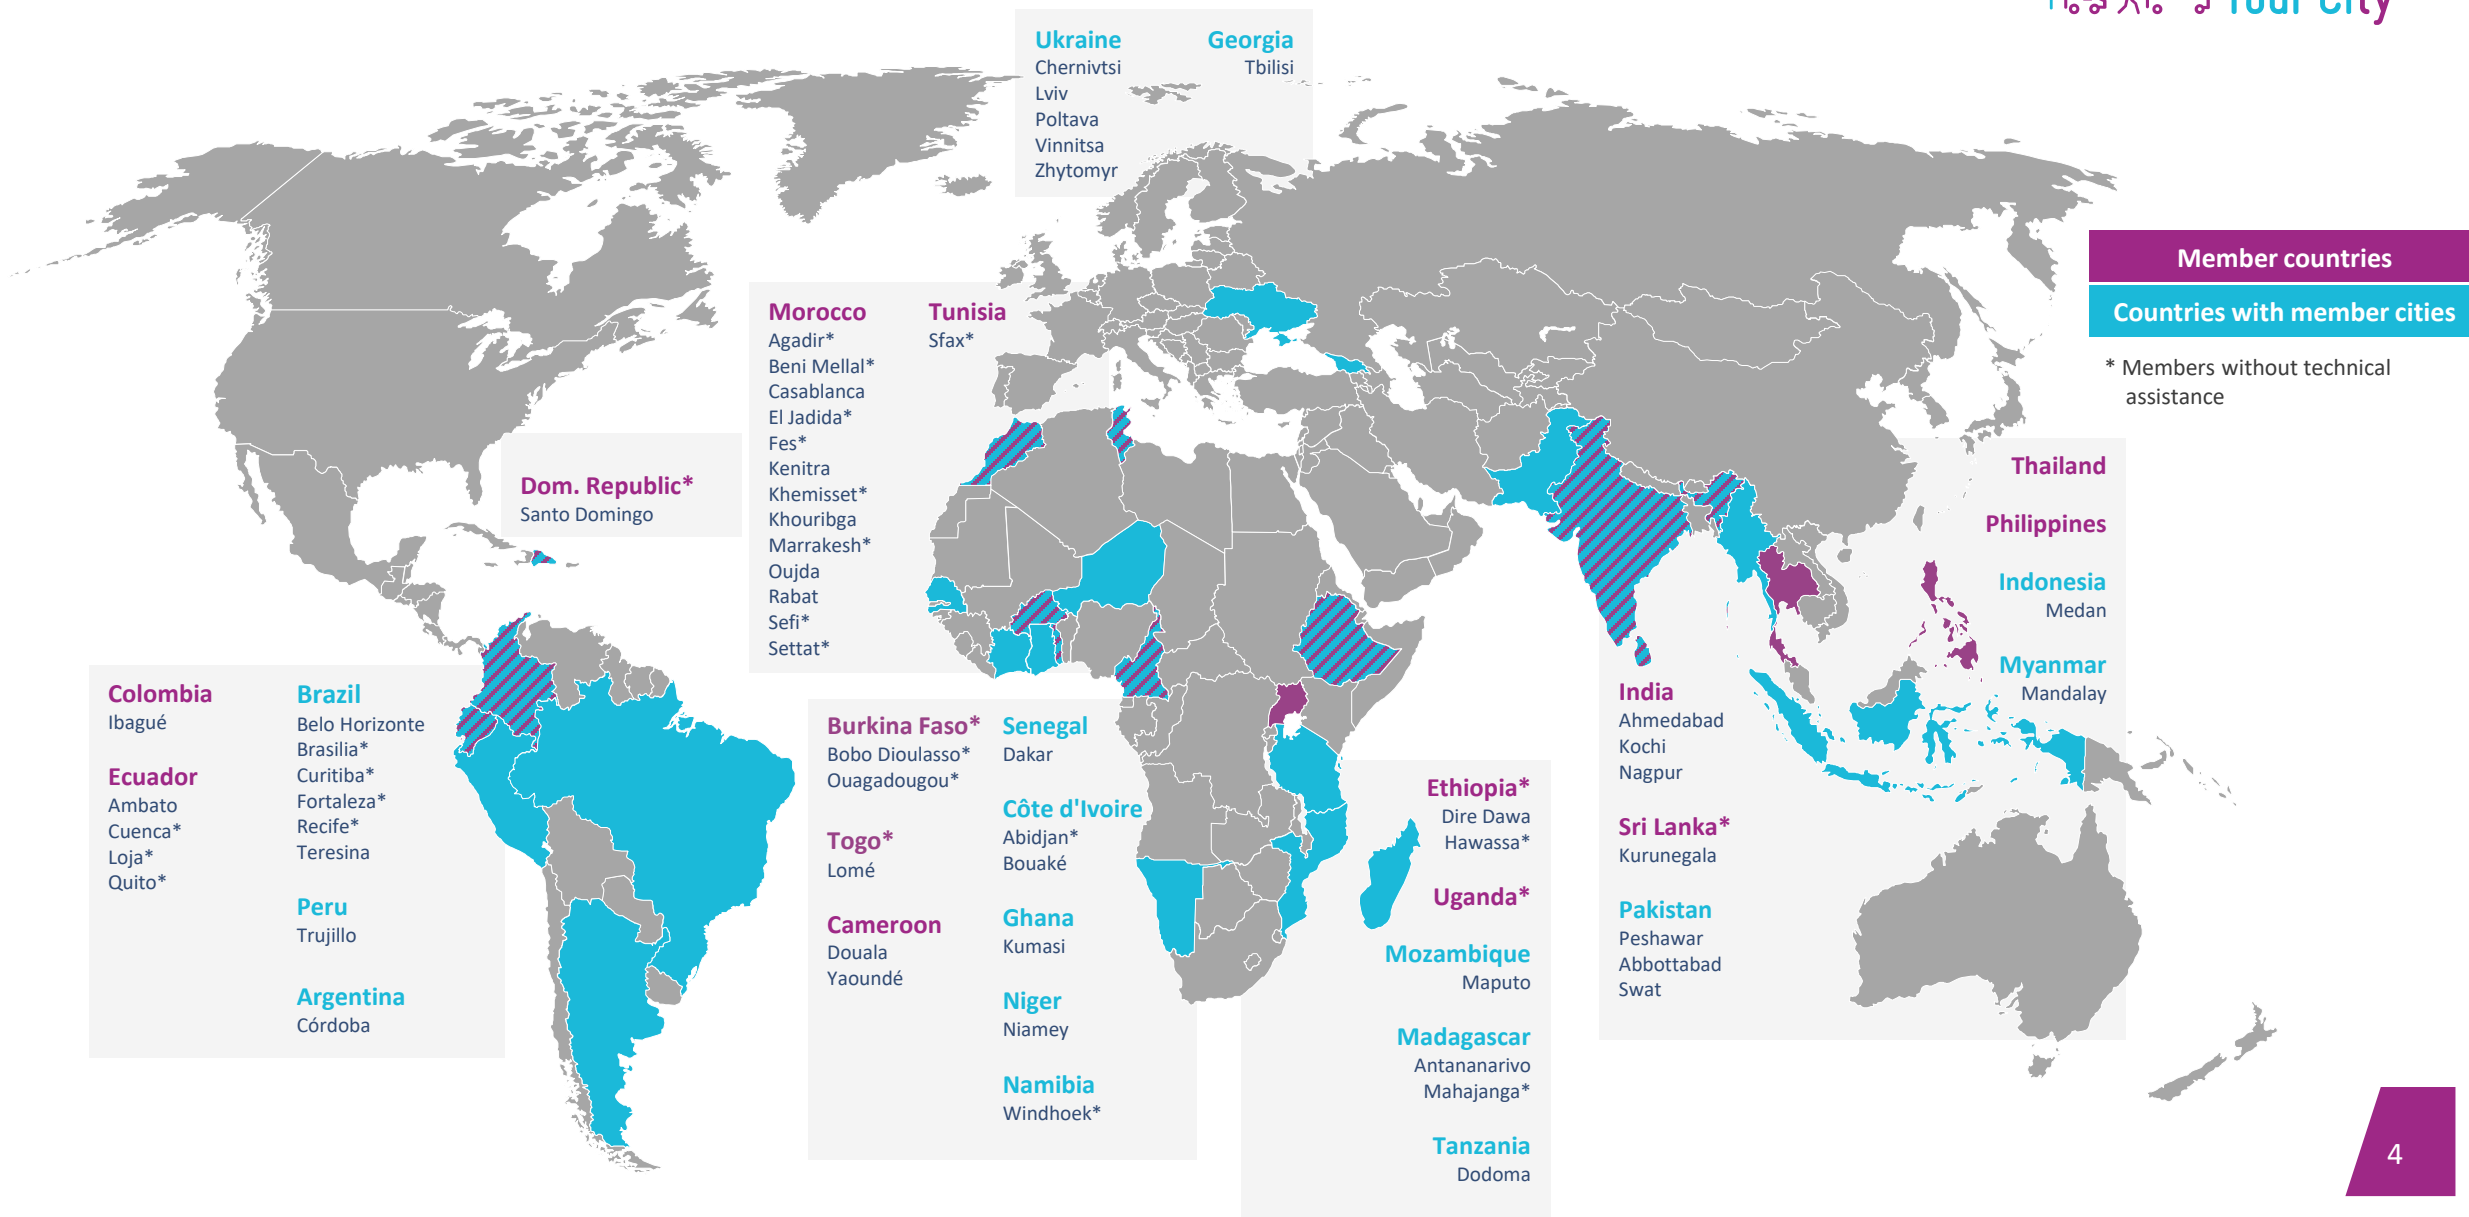 Your City
Ukraine
Chernivtsi
Lviv
Poltava
Vinnitsa
Zhytomyr
Georgia
Tbilisi
Member countries
Countries with member cities
* Members without technical
assistance
Morocco
Agadir*
Beni Mellal*
Casablanca
El Jadida*
Fes*
Kenitra
Khemisset*
Khouribga
Marrakesh*
Oujda
Rabat
Sefi*
Settat*
Tunisia
Sfax*
Dom. Republic*
Santo Domingo
Thailand
Philippines
Indonesia
Medan
Myanmar
Mandalay
Colombia
Ibagué
Ecuador
Ambato
Cuenca*
Loja*
Quito*
Brazil
Belo Horizonte
Brasilia*
Curitiba*
Fortaleza*
Recife*
Teresina
Peru
Trujillo
Argentina
Córdoba
Burkina Faso*
Bobo Dioulasso*
Ouagadougou*
Togo*
Lomé
Cameroon
Douala
Yaoundé
Senegal
Dakar
Côte d'Ivoire
Abidjan*
Bouaké
Ghana
Kumasi
Niger
Niamey
Namibia
Windhoek*
Ethiopia*
Dire Dawa
Hawassa*
Uganda*
Mozambique
Maputo
Madagascar
Antananarivo
Mahajanga*
Tanzania
Dodoma
India
Ahmedabad
Kochi
Nagpur
Sri Lanka*
Kurunegala
Pakistan
Peshawar
Abbottabad
Swat
4